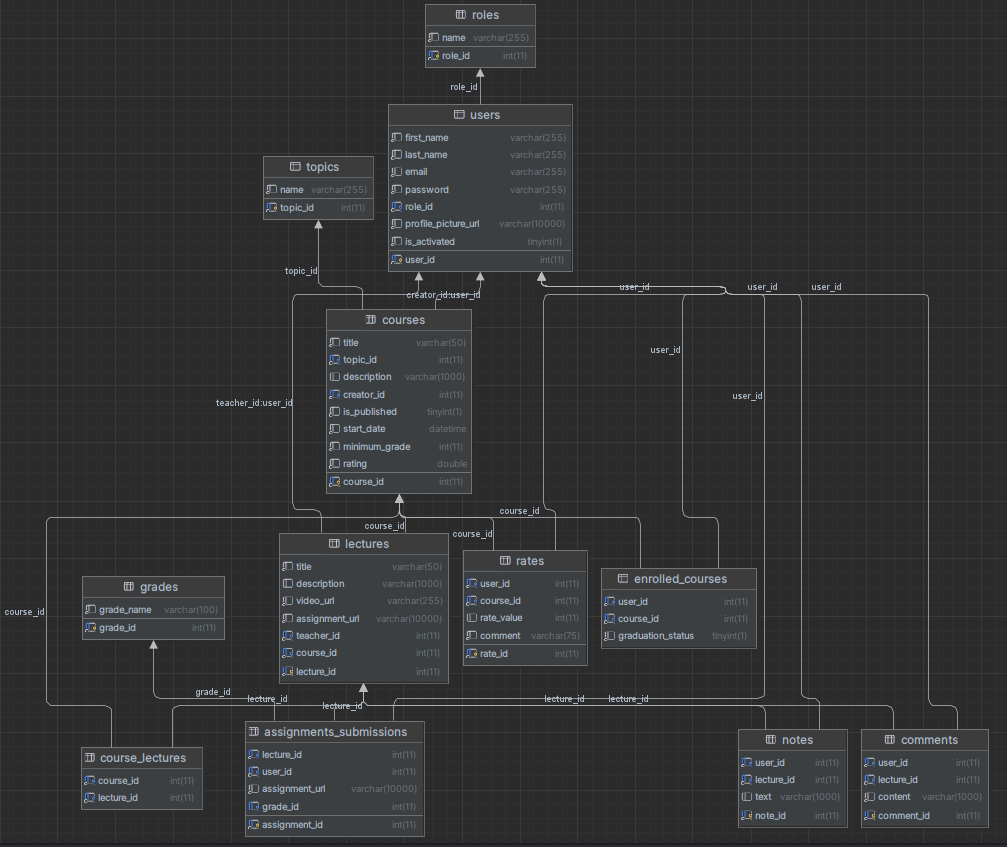 roles
name varchar(255)
role_id int(11)
role_id
users
first_name varchar(255)
last_name varchar(255)
email varchar(255)
password varchar(255)
role_id int(11)
profile_picture_url varchar(10000)
is_activated tinyint(1)
user_id int(11)
topics
name varchar(255)
topic_id int(11)
topic_id
creator_id:user_id
user_id
user_id
user_id
user_id
user_id
teacher_id:user_id
courses
title varchar(50)
topic_id int(11)
description varchar(1000)
creator_id int(11)
is_published tinyint(1)
start_date datetime
minimum_grade int(11)
rating double
course_id int(11)
course_id
course_id
course_id
course_id
lectures
title varchar(50)
description varchar(1000)
video_url varchar(255)
assignment_url varchar(10000)
teacher_id int(11)
course_id int(11)
lecture_id int(11)
rates
user_id int(11)
course_id int(11)
rate_value int(11)
comment varchar(75)
rate_id int(11)
enrolled_courses
user_id int(11)
course_id int(11)
graduation_status tinyint(1)
grades
grade_name varchar(100)
grade_id int(11)
grade_id
lecture_id
lecture_id
lecture_id
lecture_id
course_lectures
course_id int(11)
lecture_id int(11)
assignments_submissions
lecture_id int(11)
user_id int(11)
assignment_url varchar(10000)
grade_id int(11)
assignment_id int(11)
notes
user_id int(11)
lecture_id int(11)
text varchar(1000)
note_id int(11)
comments
user_id int(11)
lecture_id int(11)
content varchar(1000)
comment_id int(11)